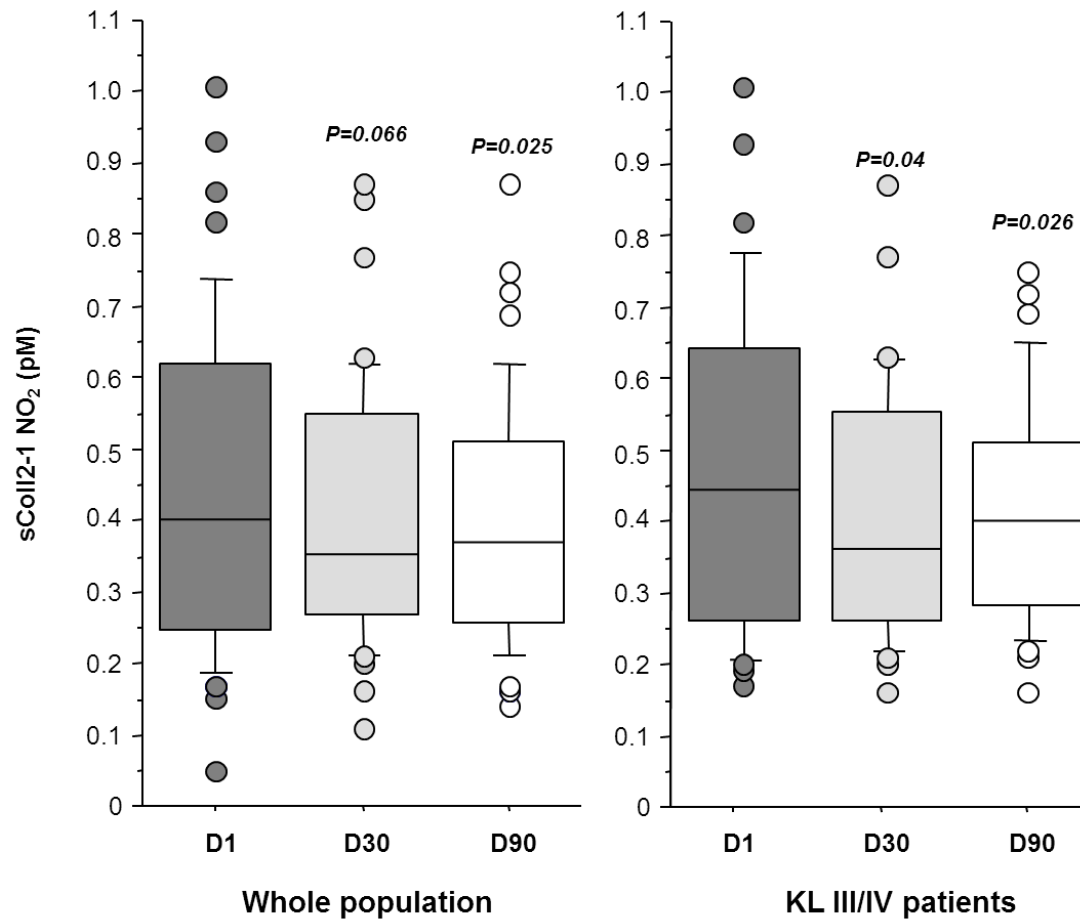 1.1
1.0
0.9
0.8
0.7
0.6
0.5
0.4
0.3
0.2
0.1
0
sColl2-1 NO₂ (pM)
P=0.066
P=0.025
D1 D30 D90
Whole population
1.1
1.0
0.9
0.8
0.7
0.6
0.5
0.4
0.3
0.2
0.1
0
P=0.04
P=0.026
D1 D30 D90
KL III/IV patients